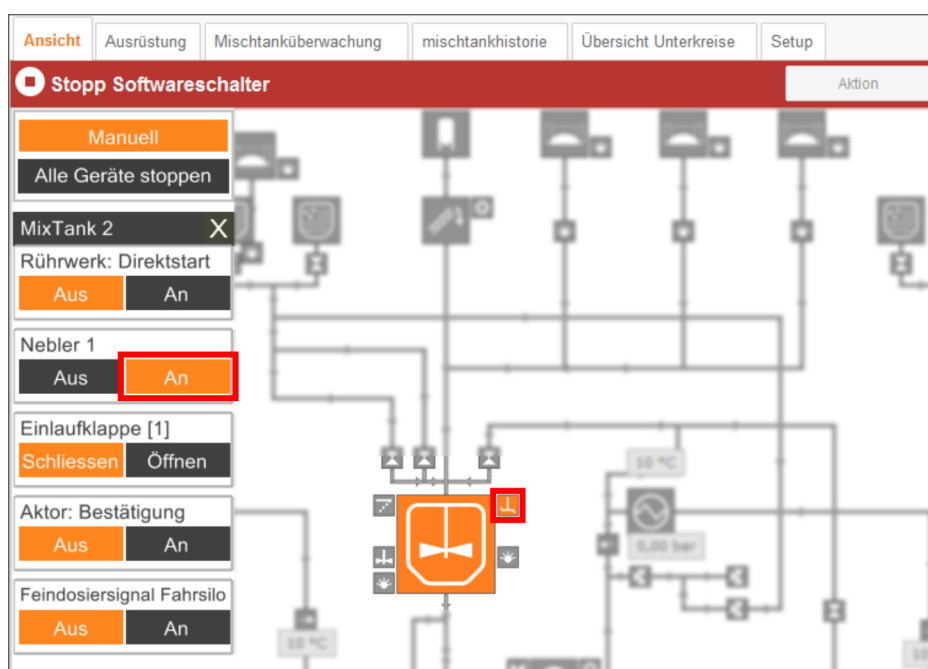 Ansicht Ausrüstung Mischtanküberwachung mischtankhistorie Übersicht Unterkreise Setup
Stopp Softwareschalter Aktion
Manuell
Alle Geräte stoppen
MixTank 2 X
Rührwerk: Direktstart
Aus An
Nebler 1
Aus An
Einlaufklappe [1]
Schliessen Öffnen
10 °C
Aktor: Bestätigung
Aus An
0,00 bar
Feindosiersignal Fahrsilo
Aus An
10 °C
10